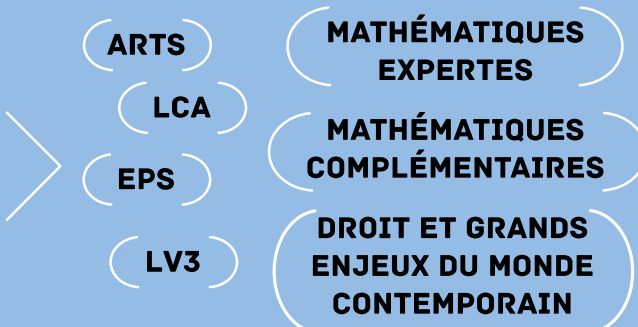 ARTS
LCA
EPS
LV3
MATHÉMATIQUES
EXPERTES
MATHÉMATIQUES
COMPLÉMENTAIRES
DROIT ET GRANDS
ENJEUX DU MONDE
CONTEMPORAIN